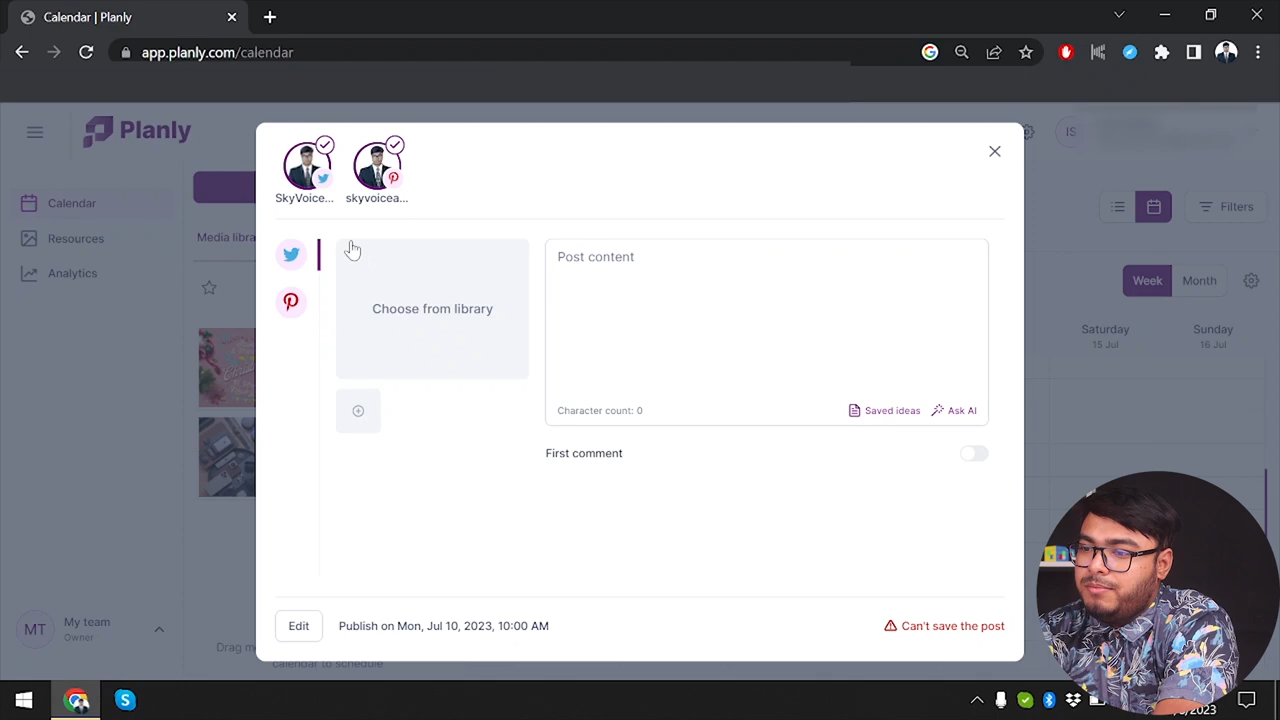 Calendar | Planly
app.planly.com/calendar
Planly
IS
SkyVoice...
skyvoicea...
Calendar
Resources
Analytics
Media libra
Filters
Choose from library
Post content
Week
Month
Saturday
15 Jul
Sunday
16 Jul
Character count: 0
Saved ideas
Ask AI
First comment
MT
My team
Owner
Edit
Publish on Mon, Jul 10, 2023, 10:00 AM
Can't save the post
Drag me
calendar to schedule